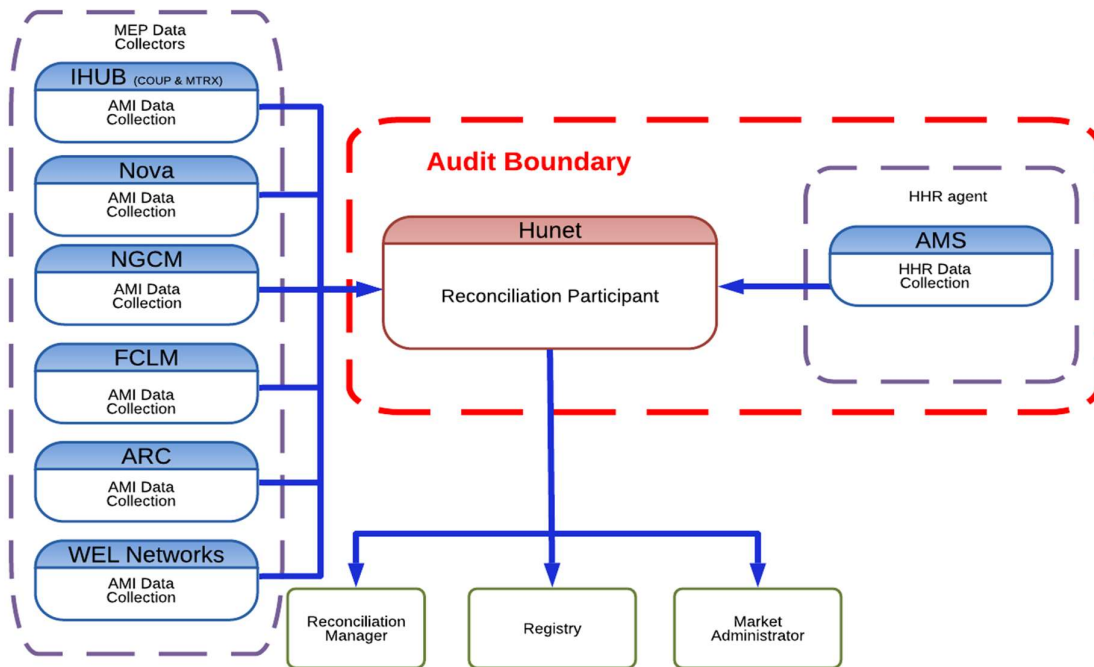 MEP Data
Collectors
IHUB (COUP & MTRX)
AMI Data
Collection
Nova
AMI Data
Collection
NGCM
AMI Data
Collection
FCLM
AMI Data
Collection
ARC
AMI Data
Collection
WEL Networks
AMI Data
Collection
Audit Boundary
Hunet
Reconciliation Participant
HHR agent
AMS
HHR Data
Collection
Reconciliation
Manager
Registry
Market
Administrator